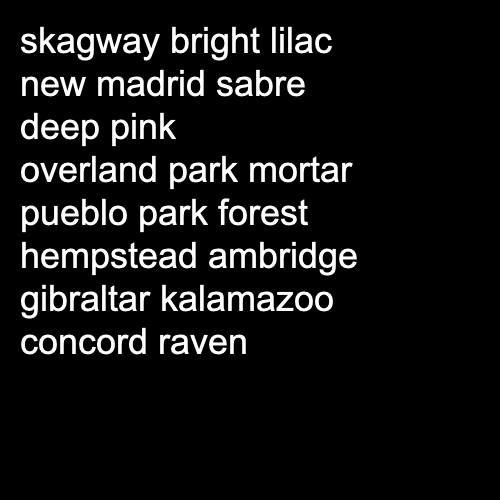 skagway bright lilac
new madrid sabre
deep pink
overland park mortar
pueblo park forest
hempstead ambridge
gibraltar kalamazoo
concord raven